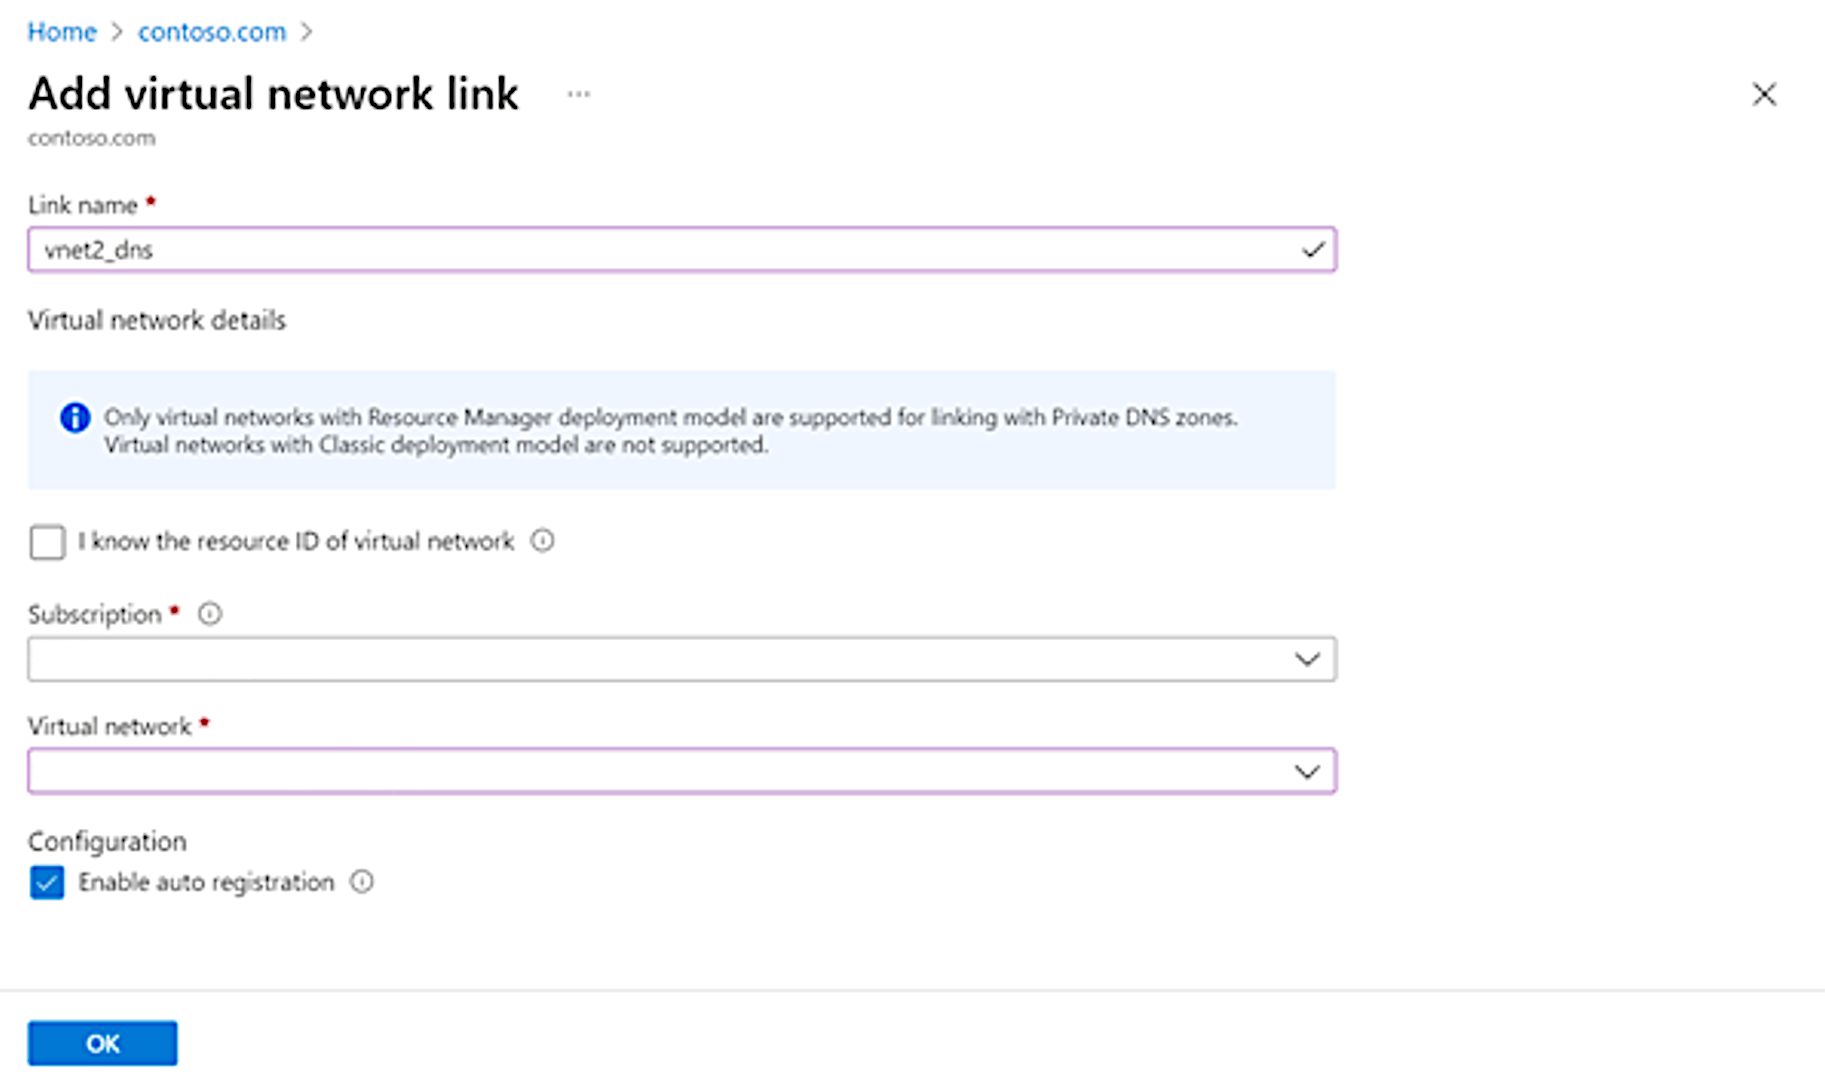 Home > contoso.com >
Add virtual network link ...
contoso.com
Link name *
vnet2_dns
Virtual network details
Only virtual networks with Resource Manager deployment model are supported for linking with Private DNS zones.
Virtual networks with Classic deployment model are not supported.
I know the resource ID of virtual network
Subscription *
Virtual network *
Configuration
Enable auto registration
OK